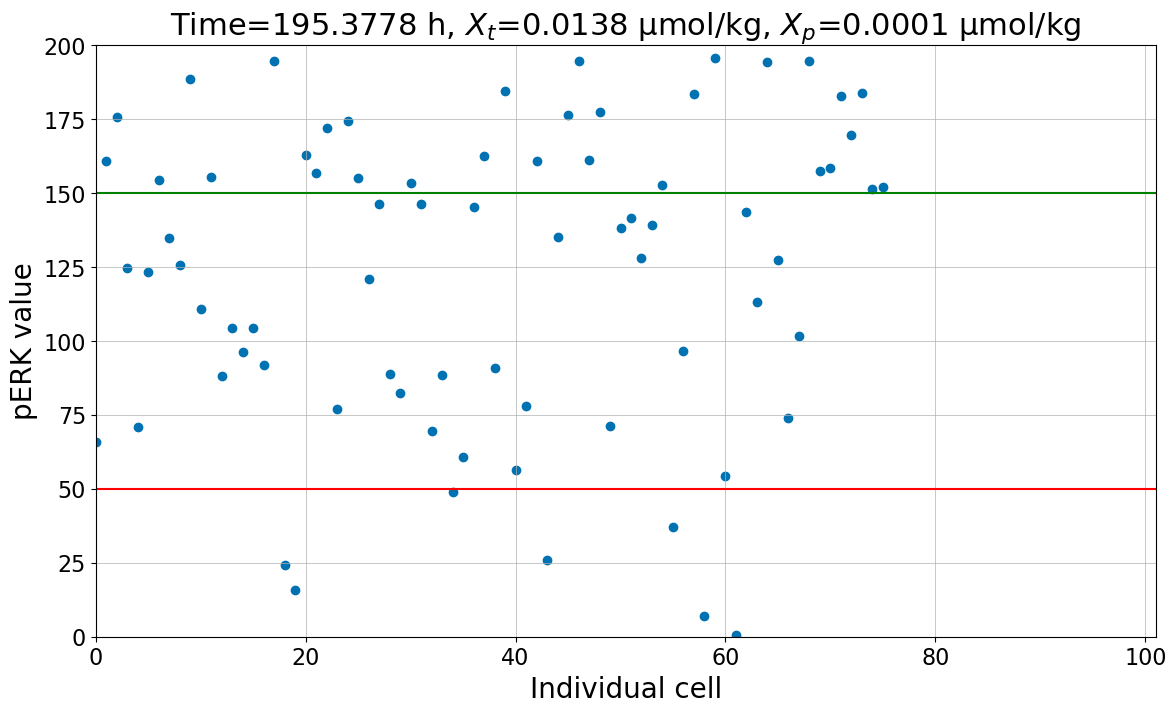 Time=195.3778 h, $X_t$=0.0138 μmol/kg, $X_p$=0.0001 μmol/kg
200
175
150
125
100
75
50
25
0
pERK value
0 20 40 60 80 100
Individual cell